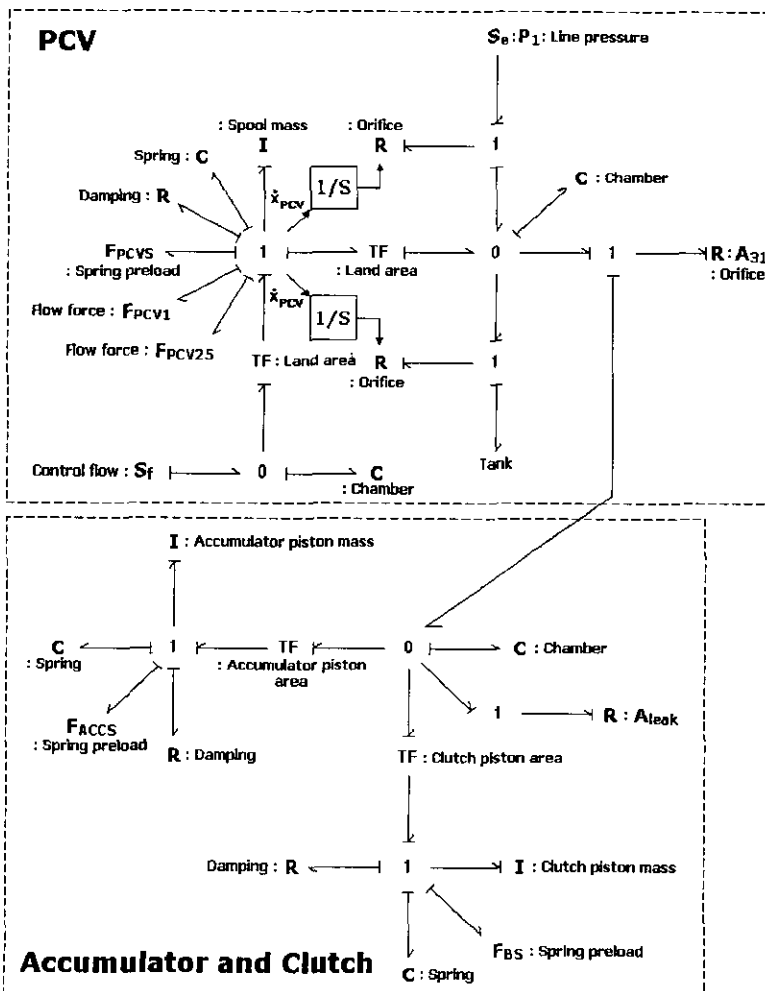 PCV
Se : P1 : Line pressure
: Spool mass : Orifice
I R 1
Spring : C
1/S
C : Chamber
Damping : R
ẋPCV
FPCVS 1 TF 0 1 R : A31
: Spring preload : Land area : Orifice
ẋPCV
Flow force : FPCV1
1/S
Flow force : FPCV25
TF : Land area R 1
: Orifice
Control flow : Sf 0 C Tank
: Chamber
I : Accumulator piston mass
C 1 TF 0 C : Chamber
: Spring : Accumulator piston
area
FACCS 1 R : Aleak
: Spring preload
R : Damping TF : Clutch piston area
Damping : R 1 I : Clutch piston mass
FBS : Spring preload
Accumulator and Clutch C : Spring